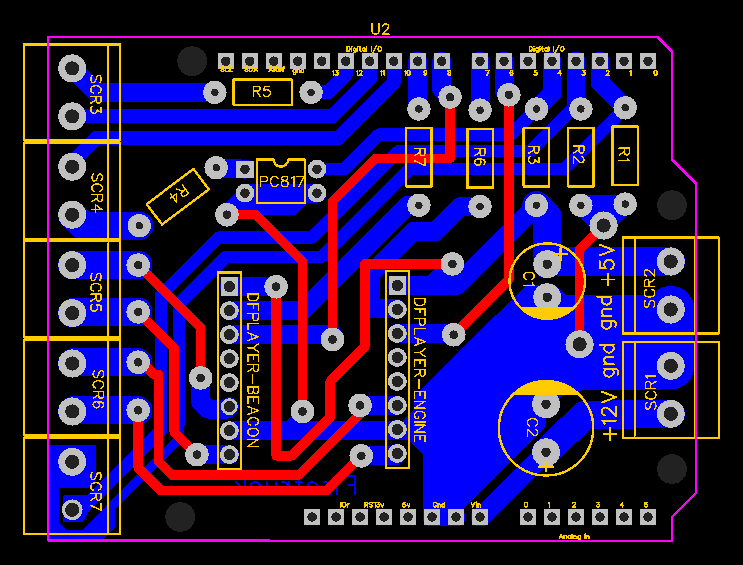 U2
Digital I/O
Digital I/O
SCL SDA AREF gnd 13 12 11 10 9 8 7 6 5 4 3 2 1 0
SCR3
R5
R7
R6
R3
R2
R1
PC817
R4
SCR4
SCR5
SCR6
SCR7
DFPLAYER-BEACON
DFPLAYER-ENGINE
C1
+
C2
+
+12V gnd gnd +5V
SCR2
SCR1
IOr RST 3v 5v Gnd Vin 0 1 2 3 4 5
Analog In